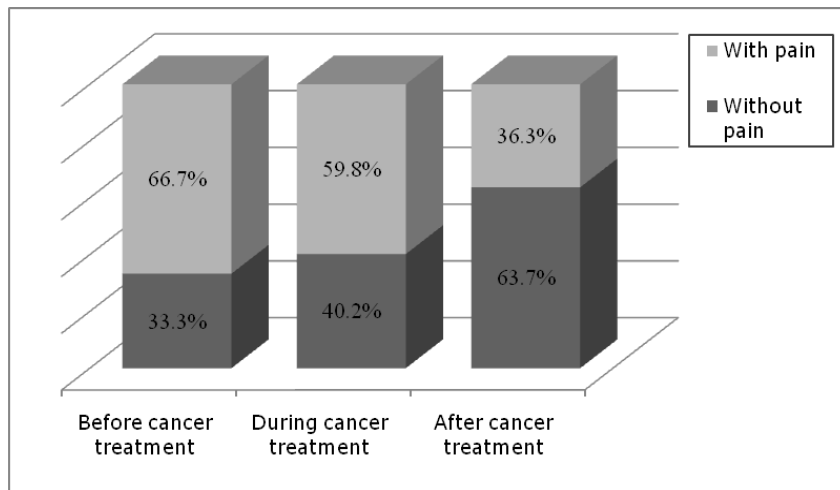 With pain
Without
pain
66.7%
59.8%
36.3%
33.3%
40.2%
63.7%
Before cancer
treatment
During cancer
treatment
After cancer
treatment